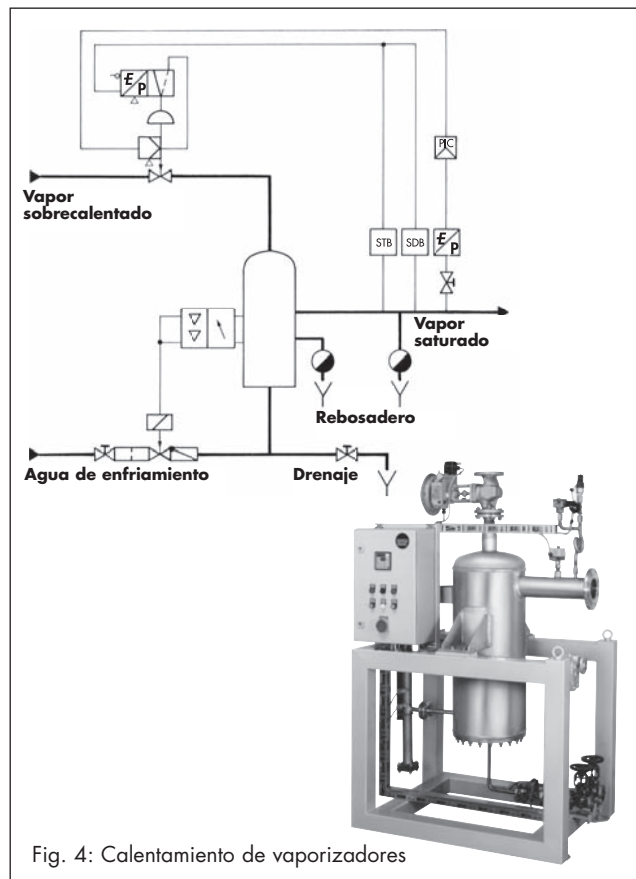 E
P
Vapor
sobrecalentado
PIC
STB
SDB
E
P
Vapor
saturado
Rebosadero
Agua de enfriamiento
Drenaje
Fig. 4: Calentamiento de vaporizadores